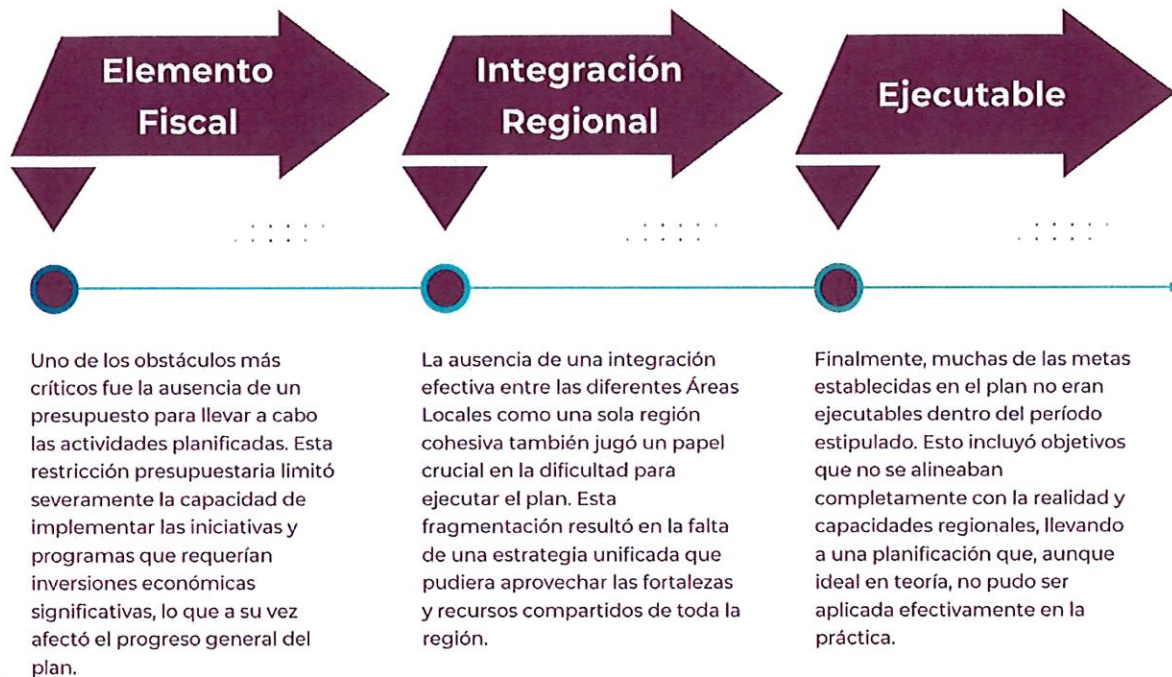 Elemento
Fiscal
Integración
Regional
Ejecutable
Uno de los obstáculos más
críticos fue la ausencia de un
presupuesto para llevar a cabo
las actividades planificadas. Esta
restricción presupuestaria limitó
severamente la capacidad de
implementar las iniciativas y
programas que requerían
inversiones económicas
significativas, lo que a su vez
afectó el progreso general del
plan.
La ausencia de una integración
efectiva entre las diferentes Áreas
Locales como una sola región
cohesiva también jugó un papel
crucial en la dificultad para
ejecutar el plan. Esta
fragmentación resultó en la falta
de una estrategia unificada que
pudiera aprovechar las fortalezas
y recursos compartidos de toda la
región.
Finalmente, muchas de las metas
establecidas en el plan no eran
ejecutables dentro del período
estipulado. Esto incluyó objetivos
que no se alineaban
completamente con la realidad y
capacidades regionales, llevando
a una planificación que, aunque
ideal en teoría, no pudo ser
aplicada efectivamente en la
práctica.